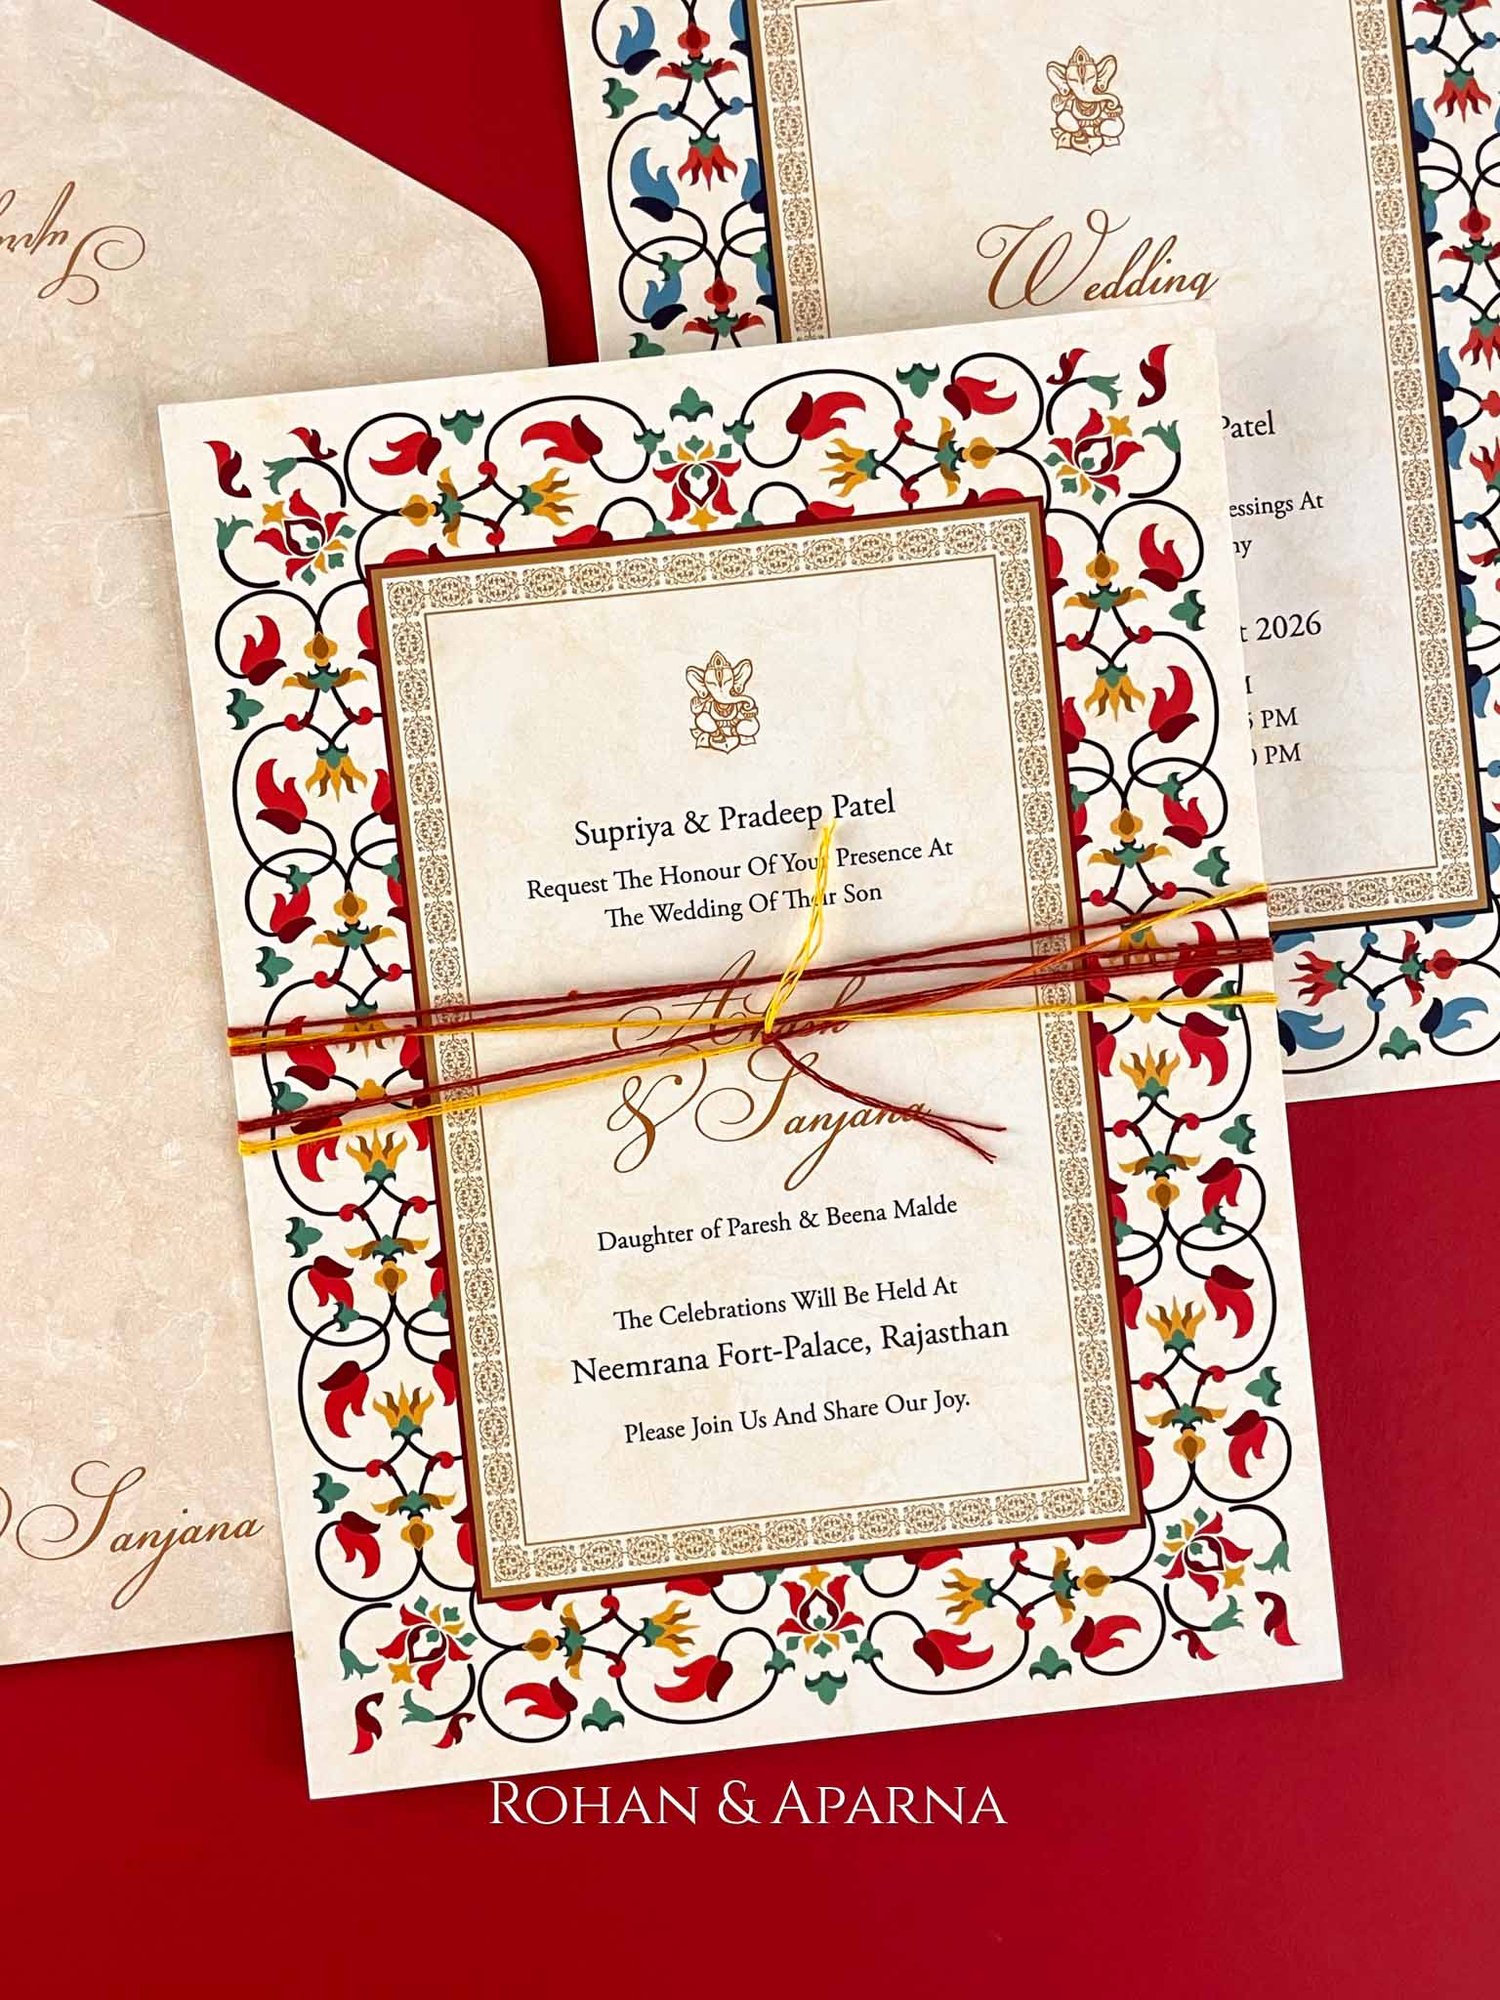 Wedding
Patel
essings At
ny
t 2026
5 PM
PM
Supriya & Pradeep Patel
Request The Honour Of Your Presence At
The Wedding Of Their Son
& Sanjana
Daughter of Paresh & Beena Malde
The Celebrations Will Be Held At
Neemrana Fort-Palace, Rajasthan
Please Join Us And Share Our Joy.
Sanjana
ROHAN & APARNA